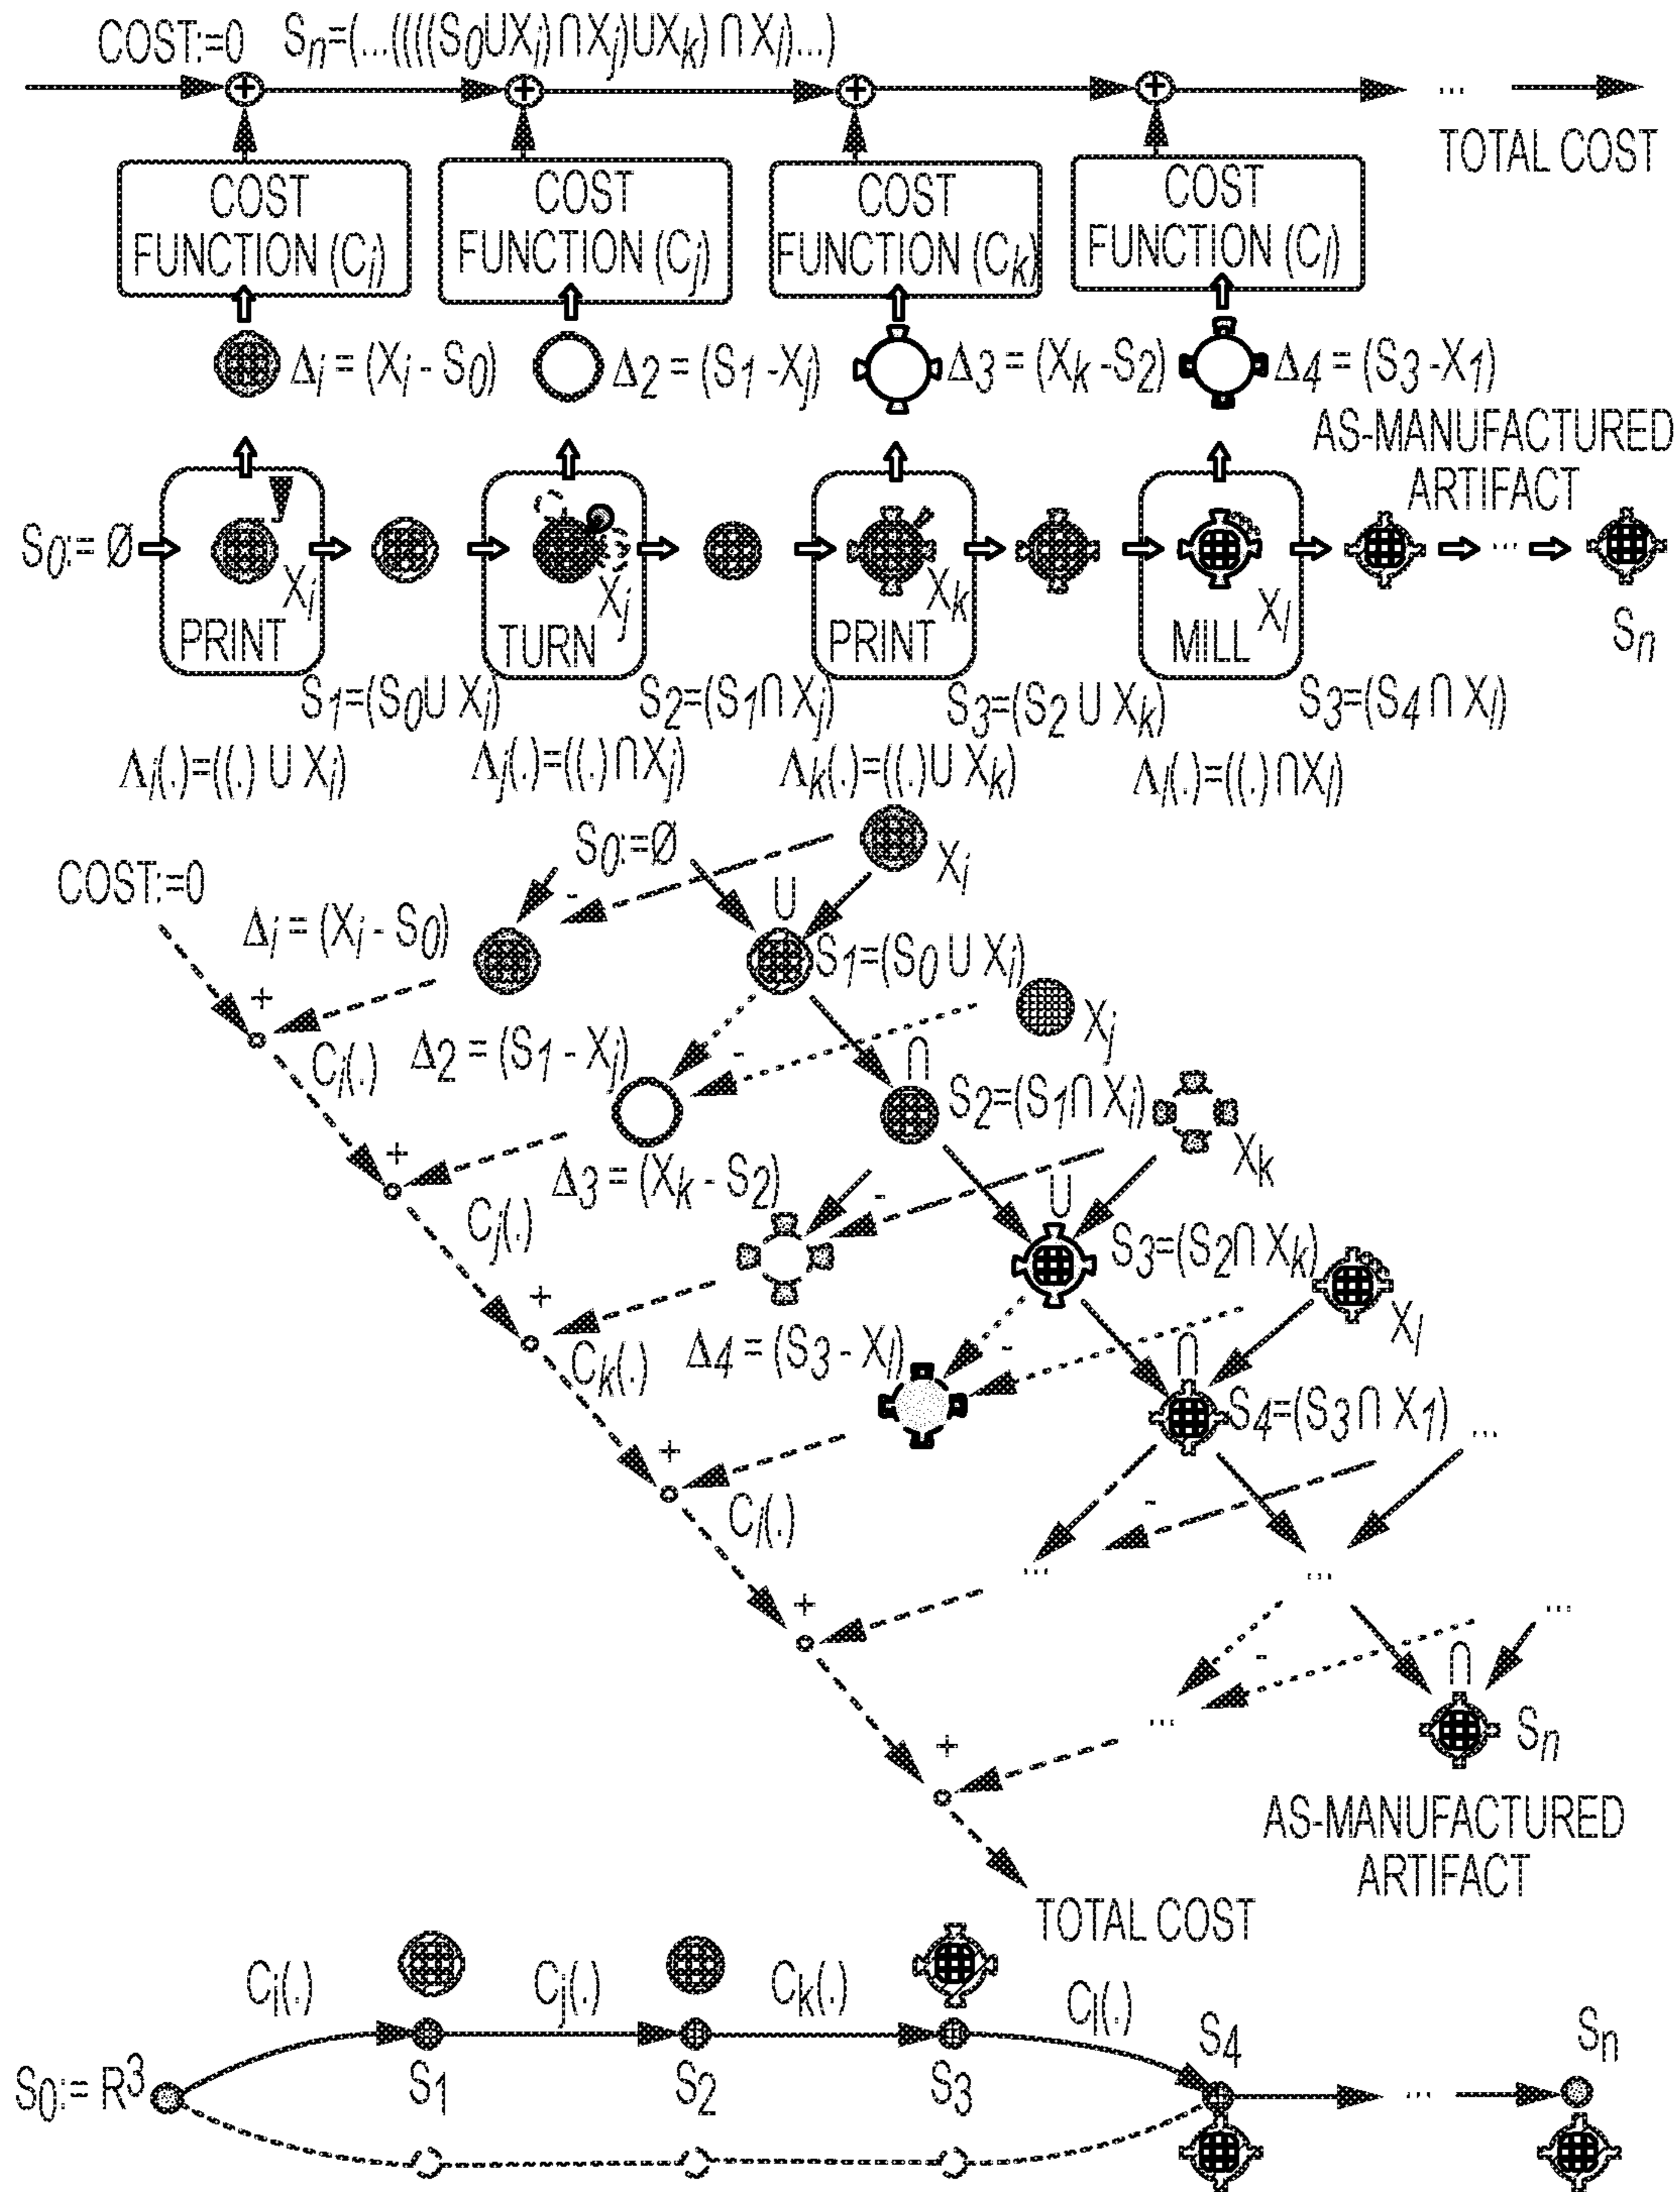 COST:=0 Sn=(...((((S0UXi)∩Xj)UXk)∩Xl)...)
... TOTAL COST
COST FUNCTION (Ci)
COST FUNCTION (Cj)
COST FUNCTION (Ck)
COST FUNCTION (Cl)
Δi = (Xi - S0)
Δ2 = (S1 -Xj)
Δ3 = (Xk -S2)
Δ4 = (S3 -X1)
AS-MANUFACTURED
ARTIFACT
S0:= Ø
Xi PRINT
Xj TURN
Xk PRINT
Xl MILL
...
Sn
S1=(S0U Xi)
S2=(S1∩ Xj)
S3=(S2 U Xk)
S3=(S4 ∩ Xl)
Λi(.)=((.) U Xi)
Λj(.)=((.) ∩Xj)
Λk(.)=((.)U Xk)
Λl(.)=((.) ∩Xl)
S0:=Ø
Xi
COST:=0
-
U
Δi = (Xi - S0)
S1=(S0 U Xi)
+
Xj
Ci(.)
Δ2 = (S1 - Xj)
-
∩
S2=(S1∩ Xj)
Xk
+
Cj(.)
Δ3 = (Xk - S2)
-
U
S3=(S2∩ Xk)
Xl
+
Ck(.)
Δ4 = (S3 - Xl)
-
∩
S4=(S3∩ X1) ...
+
Cl(.)
-
... ...
+
...
-
∩
...
Sn
+
AS-MANUFACTURED
ARTIFACT
TOTAL COST
Ci(.) Cj(.) Ck(.) Cl(.)
S4 Sn
S0:= R3 S1 S2 S3 ...